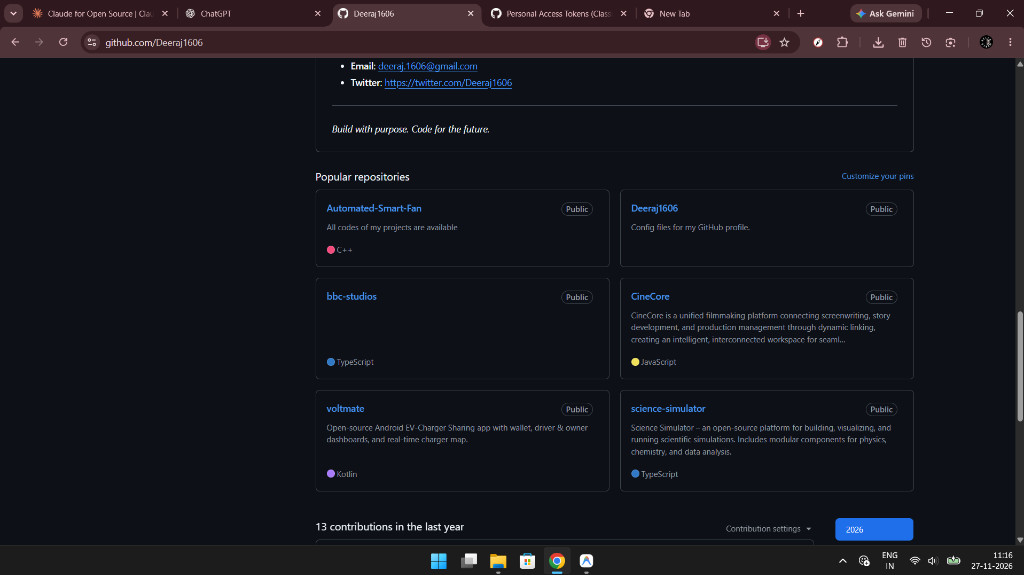 Claude for Open Source | Cla
ChatGPT
Deeraj1606
Personal Access Tokens (Class
New Tab
Ask Gemini
github.com/Deeraj1606
Email: deeraj.1606@gmail.com
Twitter: https://twitter.com/Deeraj1606
Build with purpose. Code for the future.
Popular repositories
Customize your pins
Automated-Smart-Fan
Public
All codes of my projects are available
C++
Deeraj1606
Public
Config files for my GitHub profile.
bbc-studios
Public
TypeScript
CineCore
Public
CineCore is a unified filmmaking platform connecting screenwriting, story
development, and production management through dynamic linking,
creating an intelligent, interconnected workspace for seaml...
JavaScript
voltmate
Public
Open-source Android EV-Charger Sharing app with wallet, driver & owner
dashboards, and real-time charger map.
Kotlin
science-simulator
Public
Science Simulator – an open-source platform for building, visualizing, and
running scientific simulations. Includes modular components for physics,
chemistry, and data analysis.
TypeScript
13 contributions in the last year
Contribution settings
2026
ENG
IN
11:16
27-11-2026